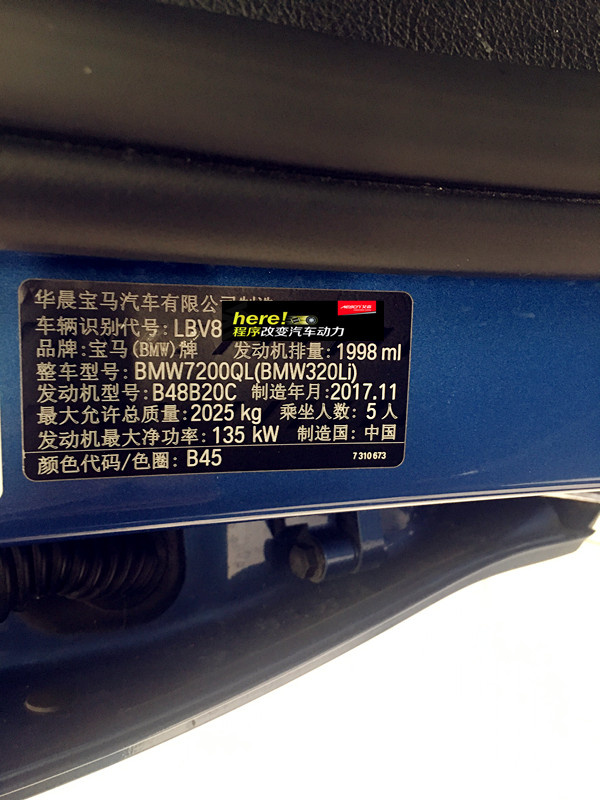 华晨宝马汽车有限公司制造
here!
程序改变汽车动力
车辆识别代号: LBV8
品牌: 宝马(BMW)牌 发动机排量: 1998 ml
整车型号: BMW7200QL(BMW320Li)
发动机型号: B48B20C 制造年月: 2017.11
最大允许总质量: 2025 kg 乘坐人数: 5 人
发动机最大净功率: 135 kW 制造国: 中国
颜色代码/色圈: B45 7 310 673